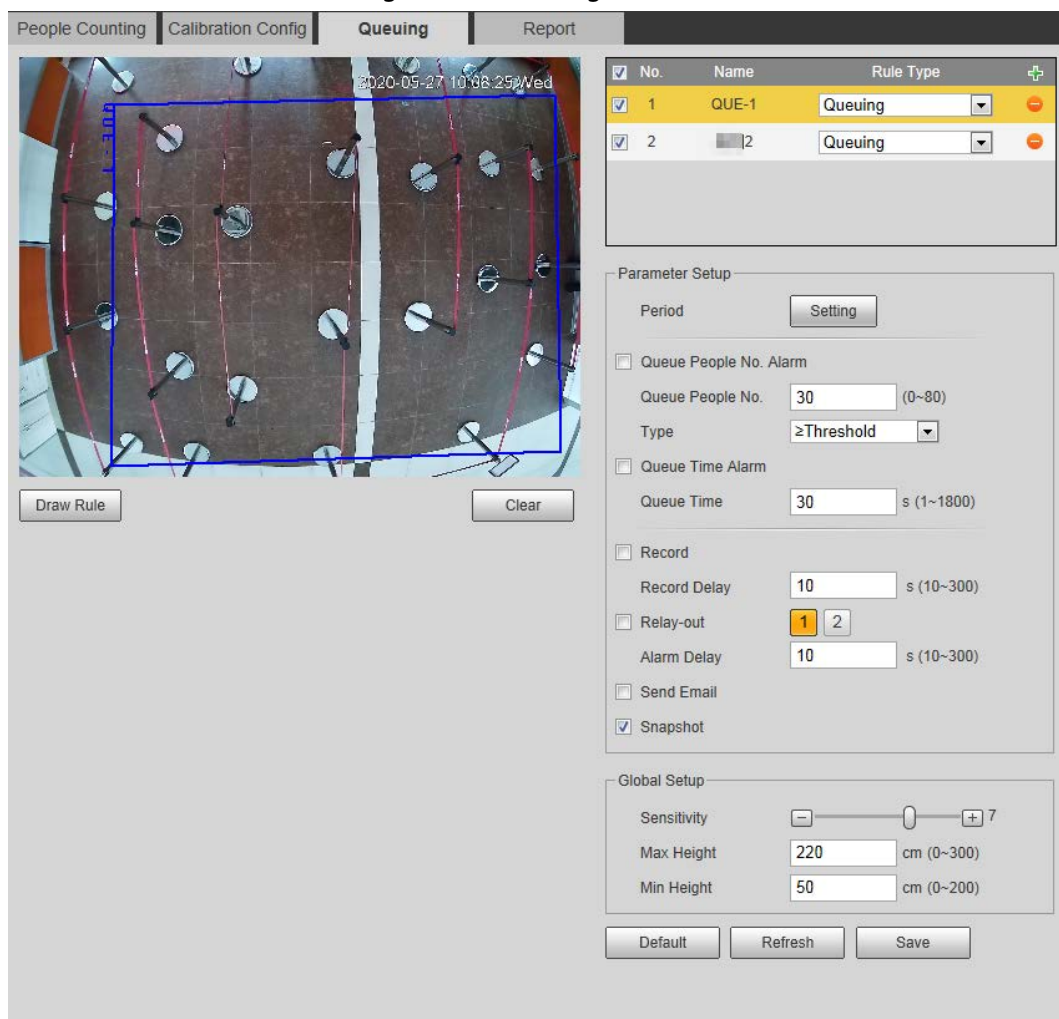 People Counting Calibration Config Queuing Report
2020-05-27 10:08:25 Wed
QUE-1
No. Name Rule Type
1 QUE-1 Queuing
2 2 Queuing
Parameter Setup
Period Setting
Queue People No. Alarm
Queue People No. 30 (0~80)
Type ≥Threshold
Queue Time Alarm
Queue Time 30 s (1~1800)
Record
Record Delay 10 s (10~300)
Relay-out 1 2
Alarm Delay 10 s (10~300)
Send Email
Snapshot
Draw Rule Clear
Global Setup
Sensitivity 7
Max Height 220 cm (0~300)
Min Height 50 cm (0~200)
Default Refresh Save